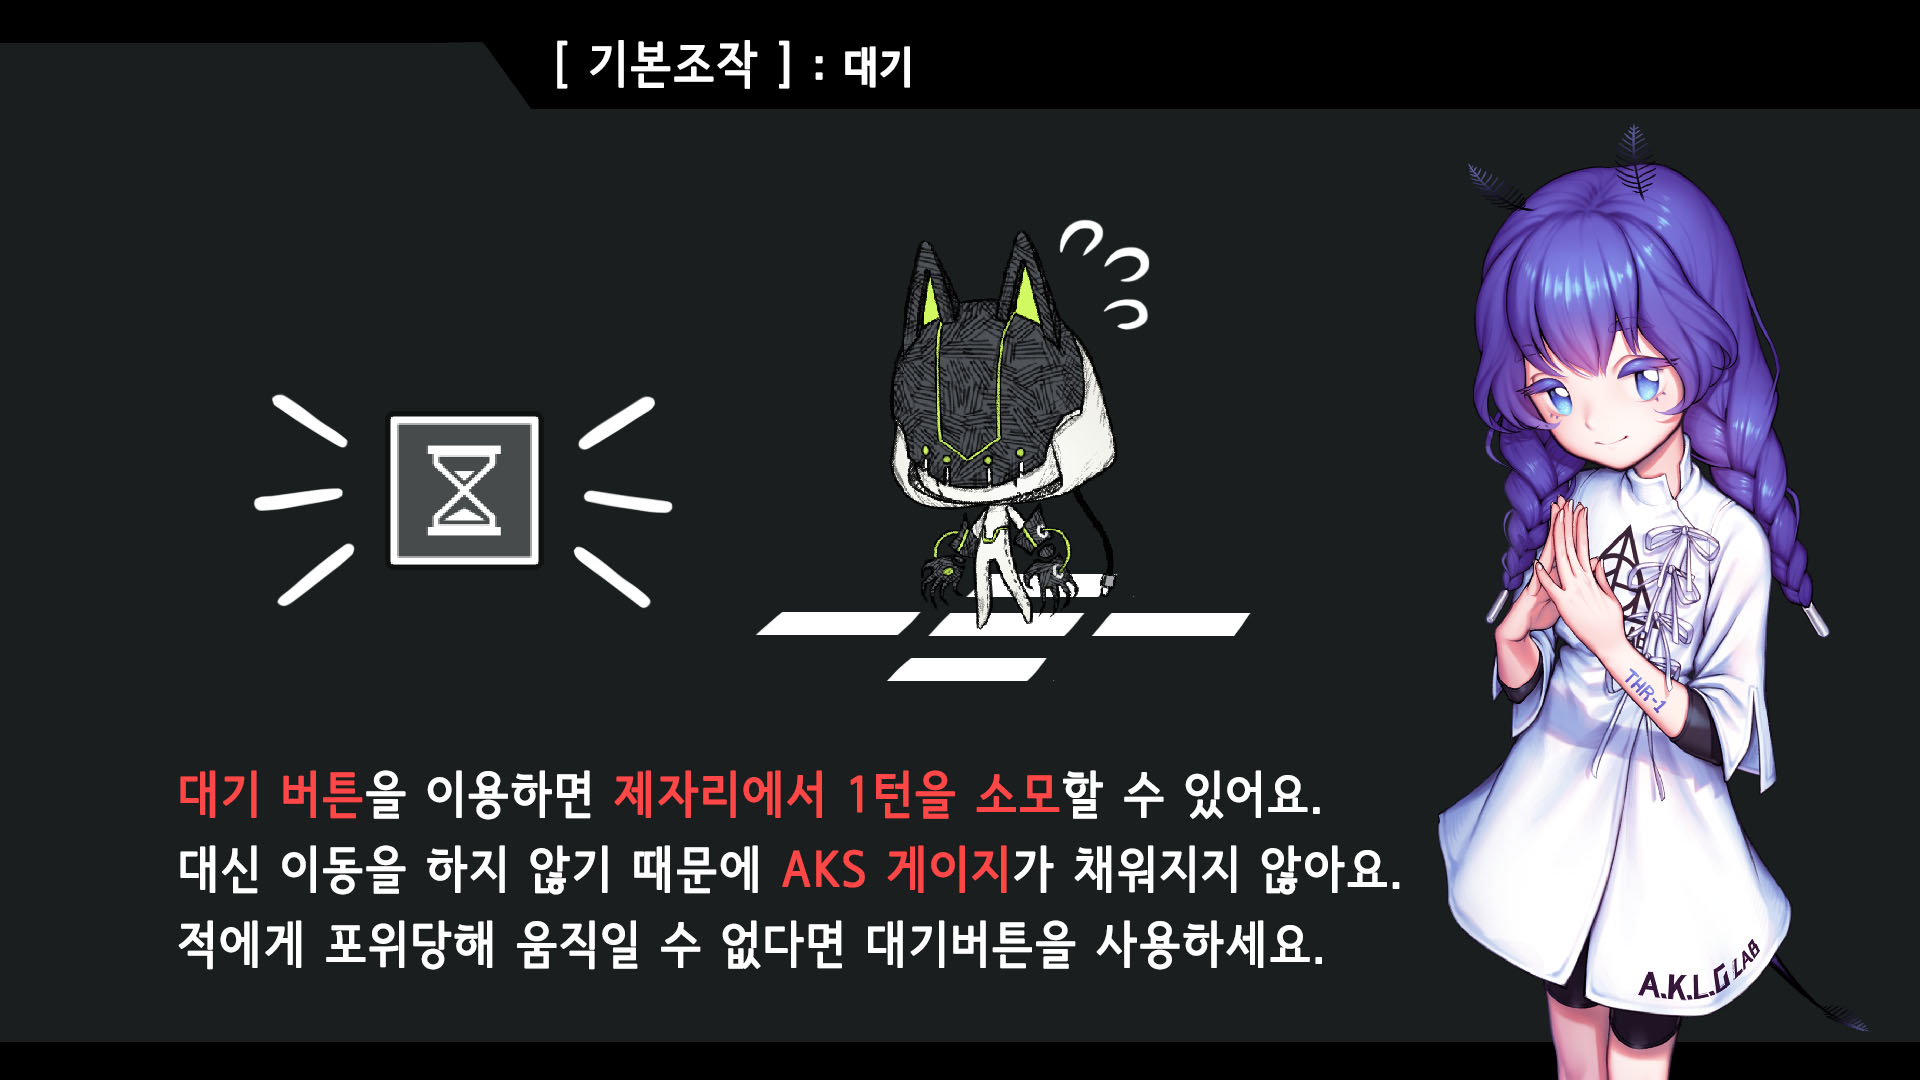 [ 기본조작 ] : 대기
대기 버튼을 이용하면 제자리에서 1턴을 소모할 수 있어요.
대신 이동을 하지 않기 때문에 AKS 게이지가 채워지지 않아요.
적에게 포위당해 움직일 수 없다면 대기버튼을 사용하세요.
THR-1
A.K.L.G LAB